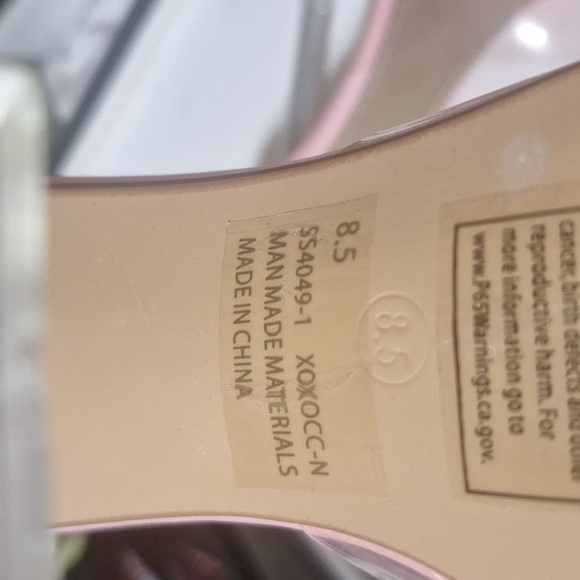 8.5
SS4049-1 XOXOCC-N
MAN MADE MATERIALS
MADE IN CHINA
8.5
cancer, birth defects and other
reproductive harm. For
more information go to
www.P65Warnings.ca.gov.